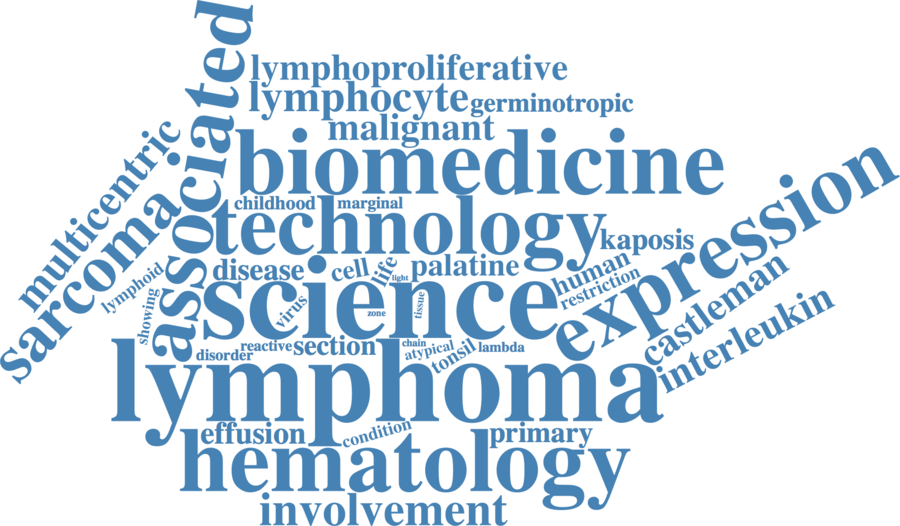 associated
lymphoproliferative
lymphocyte
germinotropic
malignant
multicentric
biomedicine
expression
sarcoma
childhood
marginal
technology
kaposis
lymphoid
disease
cell
life
light
palatine
human
restriction
castleman
showing
virus
science
zone
tissue
interleukin
disorder
reactive
section
chain
atypical
tonsil
lambda
lymphoma
effusion
condition
primary
hematology
involvement